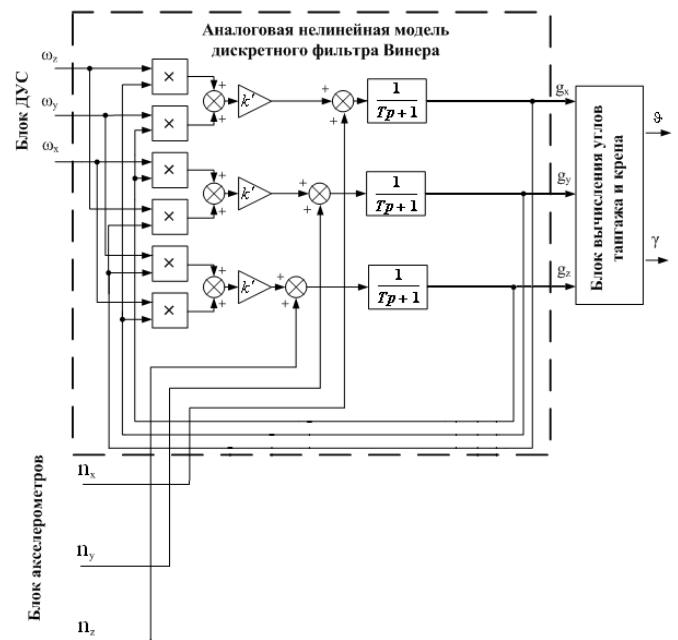 Аналоговая нелинейная модель
дискретного фильтра Винера
Блок ДУС
ω_z
ω_y
ω_x
×
×
×
×
×
×
+
+
+
+
+
+
k'
k'
k'
+
+
+
+
+
+
1
Tp+1
1
Tp+1
1
Tp+1
g_x
g_y
g_z
Блок вычисления углов
тангажа и крена
ϑ
γ
Блок акселерометров
n_x
n_y
n_z